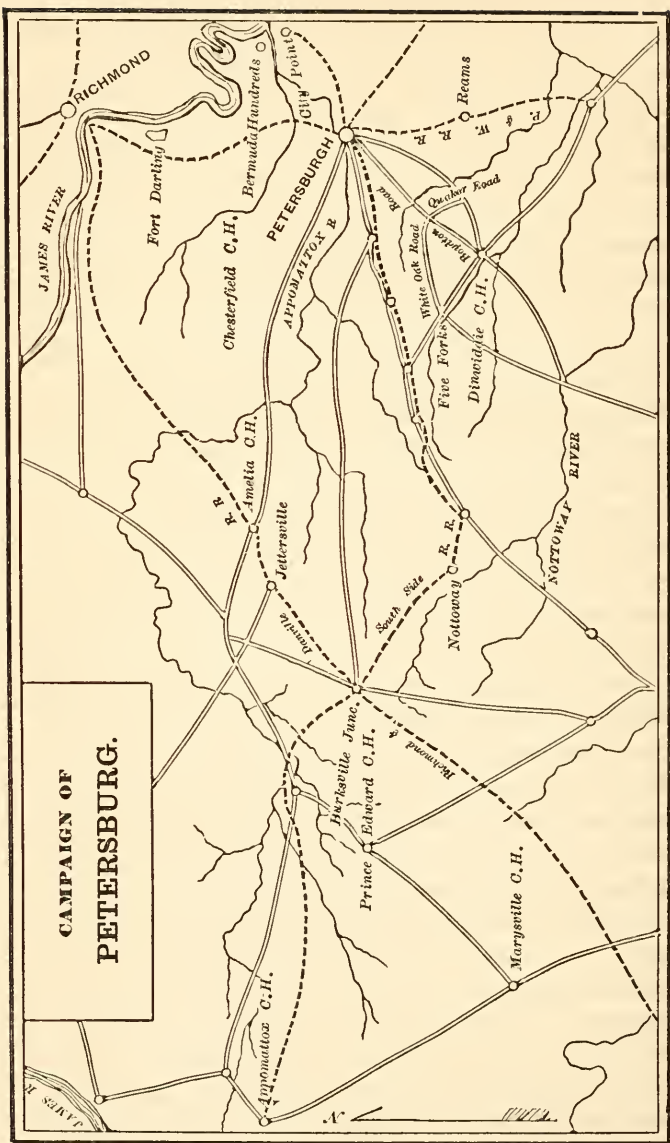 CAMPAIGN OF
PETERSBURG.
RICHMOND
JAMES RIVER
Fort Darling
Bermuda Hundreds
City Point
Chesterfield C.H.
PETERSBURGH
APPOMATTOX R
P. & W. R. R.
Reams
Boydton Road
Quaker Road
White Oak Road
Five Forks
Dinwiddie C.H.
NOTTOWAY RIVER
Amelia C.H.
R. R.
Jettersville
Danville
South Side R. R.
Nottoway
Burksville Junc.
Richmond &
Prince Edward C.H.
Marysville C.H.
Appomattox C.H.
JAMES R
N